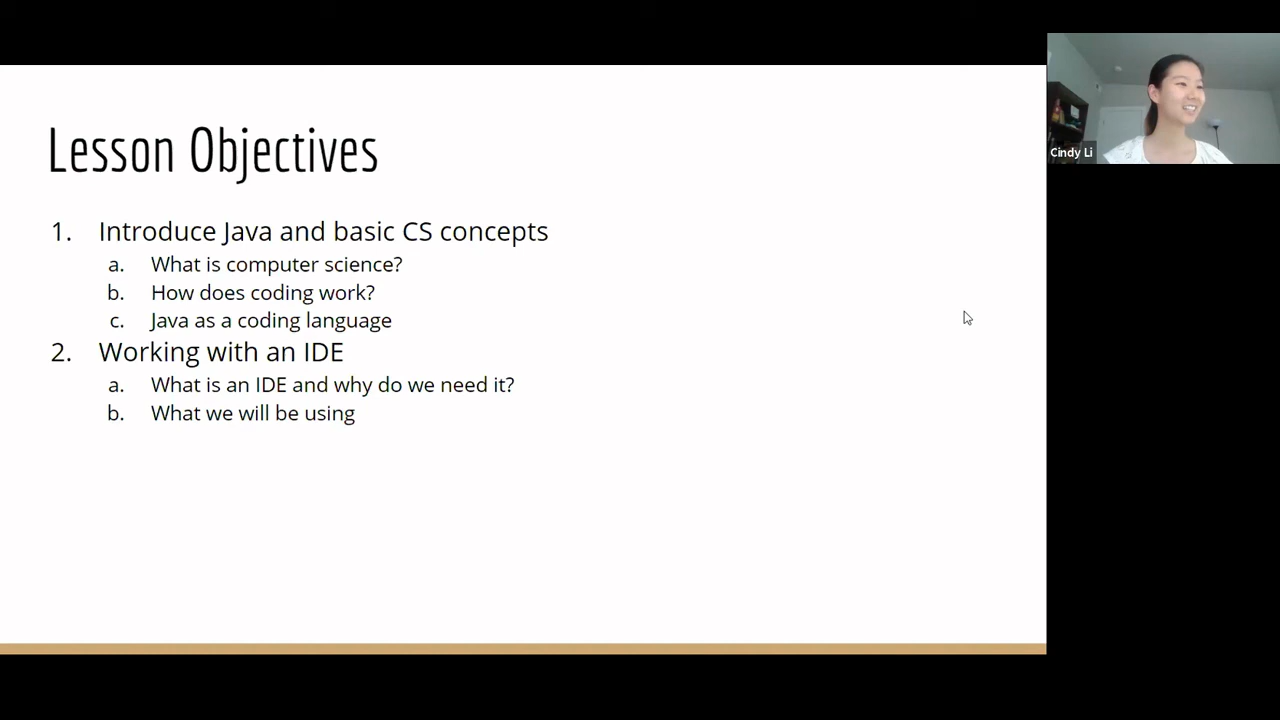 Lesson Objectives
1. Introduce Java and basic CS concepts
a. What is computer science?
b. How does coding work?
c. Java as a coding language
2. Working with an IDE
a. What is an IDE and why do we need it?
b. What we will be using
Cindy Li